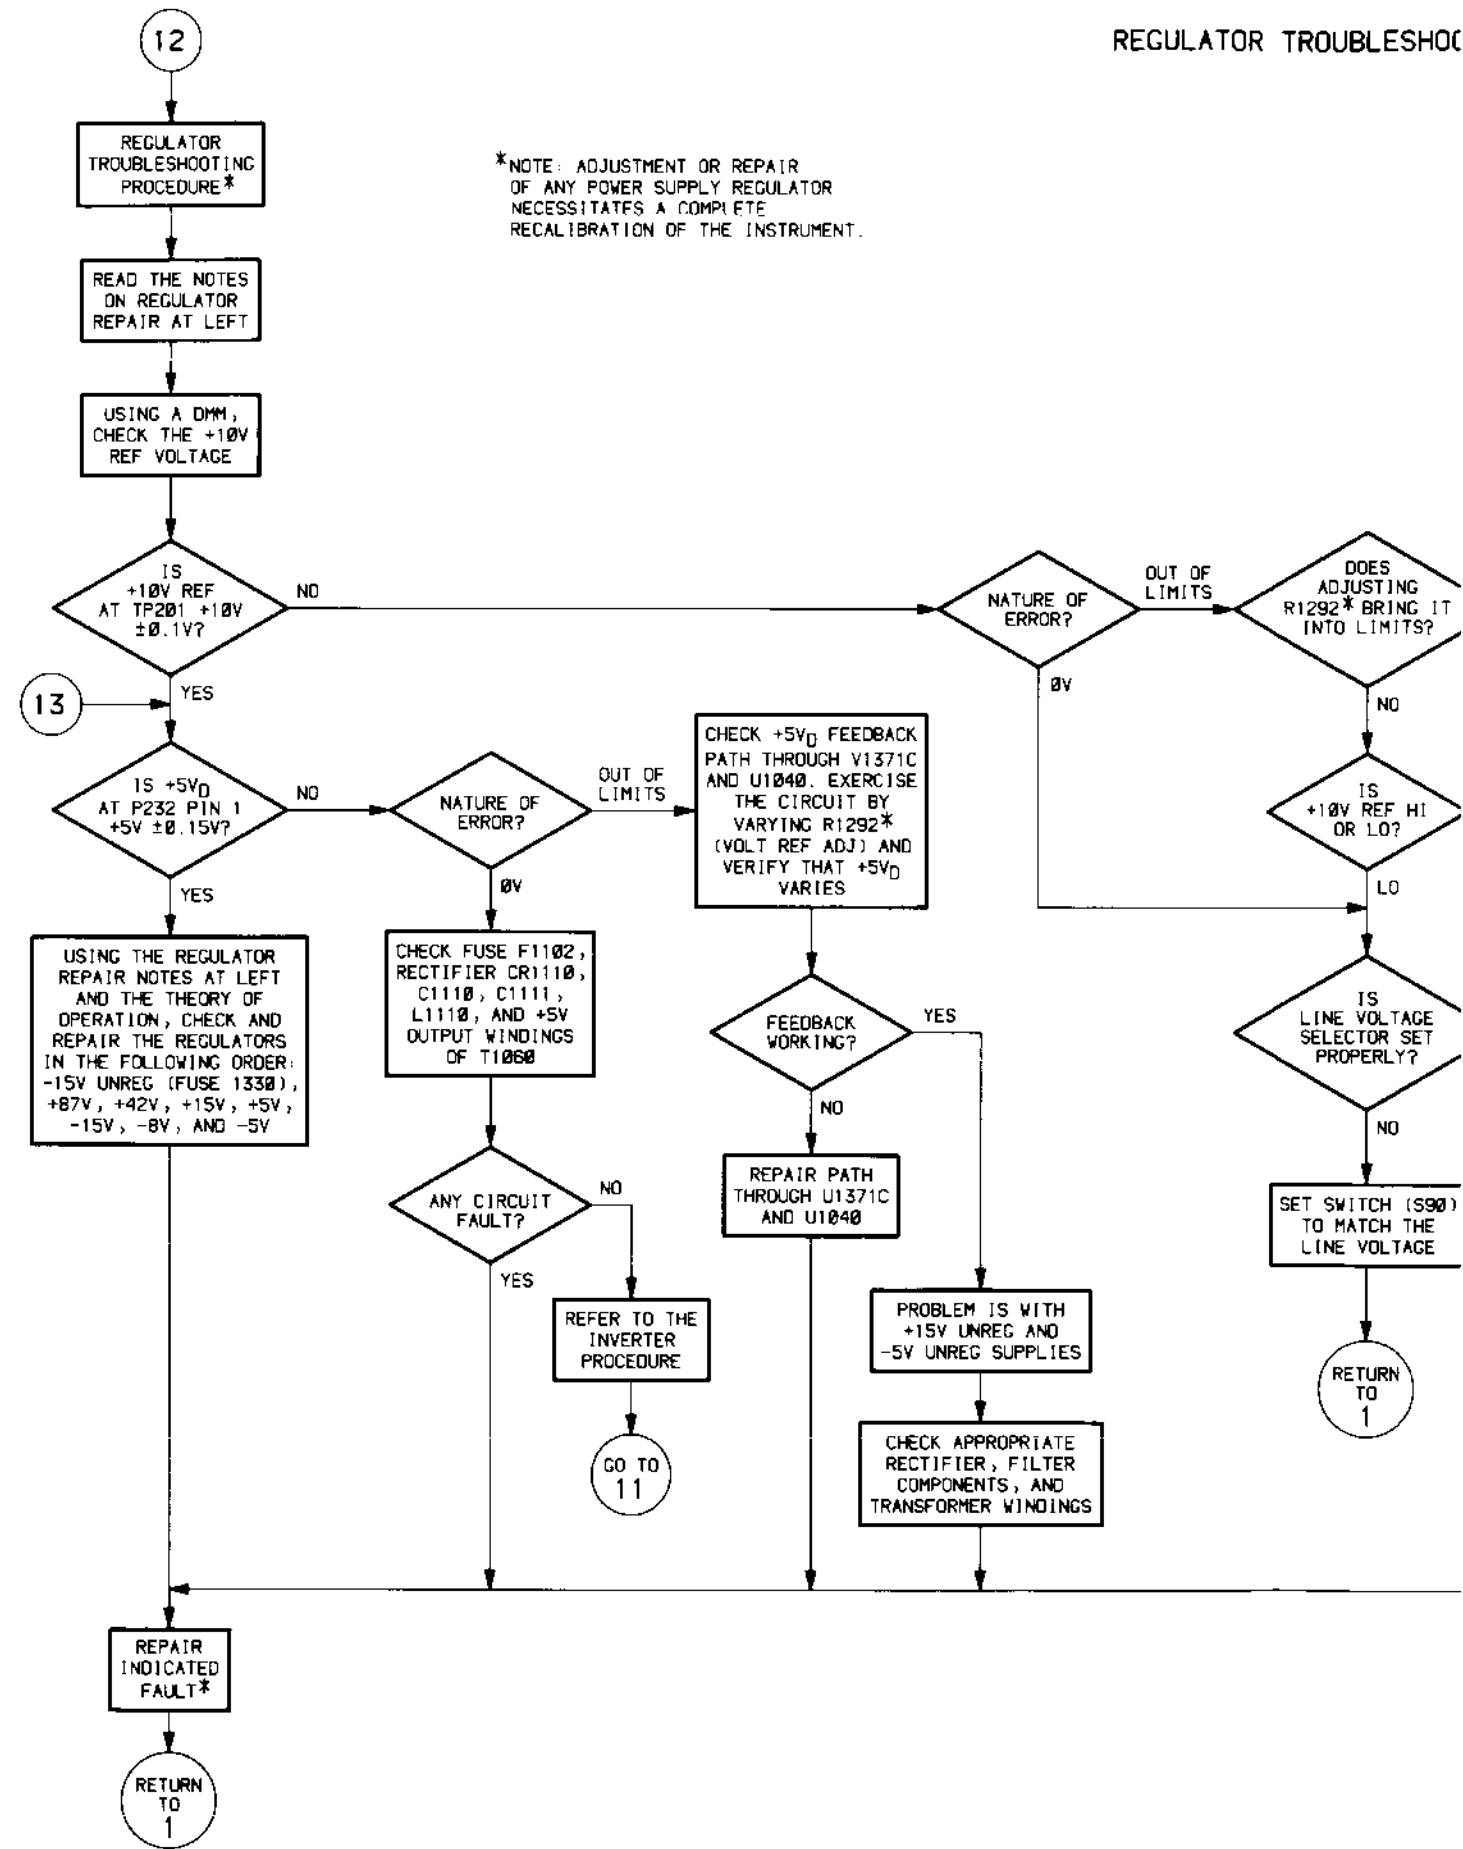 12
REGULATOR TROUBLESHOO
REGULATOR
TROUBLESHOOTING
PROCEDURE*
*NOTE: ADJUSTMENT OR REPAIR
OF ANY POWER SUPPLY REGULATOR
NECESSITATES A COMPLETE
RECALIBRATION OF THE INSTRUMENT.
READ THE NOTES
ON REGULATOR
REPAIR AT LEFT
USING A DMM,
CHECK THE +10V
REF VOLTAGE
IS
+10V REF
AT TP201 +10V
±0.1V?
NO
NATURE OF
ERROR?
OUT OF
LIMITS
DOES
ADJUSTING
R1292* BRING IT
INTO LIMITS?
YES
0V
NO
13
IS +5VD
AT P232 PIN 1
+5V ±0.15V?
NO
NATURE OF
ERROR?
OUT OF
LIMITS
CHECK +5VD FEEDBACK
PATH THROUGH V1371C
AND U1040. EXERCISE
THE CIRCUIT BY
VARYING R1292*
(VOLT REF ADJ) AND
VERIFY THAT +5VD
VARIES
IS
+10V REF HI
OR LO?
YES
0V
LO
USING THE REGULATOR
REPAIR NOTES AT LEFT
AND THE THEORY OF
OPERATION, CHECK AND
REPAIR THE REGULATORS
IN THE FOLLOWING ORDER:
-15V UNREG (FUSE 1330),
+87V, +42V, +15V, +5V,
-15V, -8V, AND -5V
CHECK FUSE F1102,
RECTIFIER CR1110,
C1110, C1111,
L1110, AND +5V
OUTPUT WINDINGS
OF T1060
FEEDBACK
WORKING?
YES
IS
LINE VOLTAGE
SELECTOR SET
PROPERLY?
NO
NO
ANY CIRCUIT
FAULT?
NO
REPAIR PATH
THROUGH U1371C
AND U1040
SET SWITCH (S90)
TO MATCH THE
LINE VOLTAGE
YES
REFER TO THE
INVERTER
PROCEDURE
PROBLEM IS WITH
+15V UNREG AND
-5V UNREG SUPPLIES
RETURN
TO
1
GO TO
11
CHECK APPROPRIATE
RECTIFIER, FILTER
COMPONENTS, AND
TRANSFORMER WINDINGS
REPAIR
INDICATED
FAULT*
RETURN
TO
1